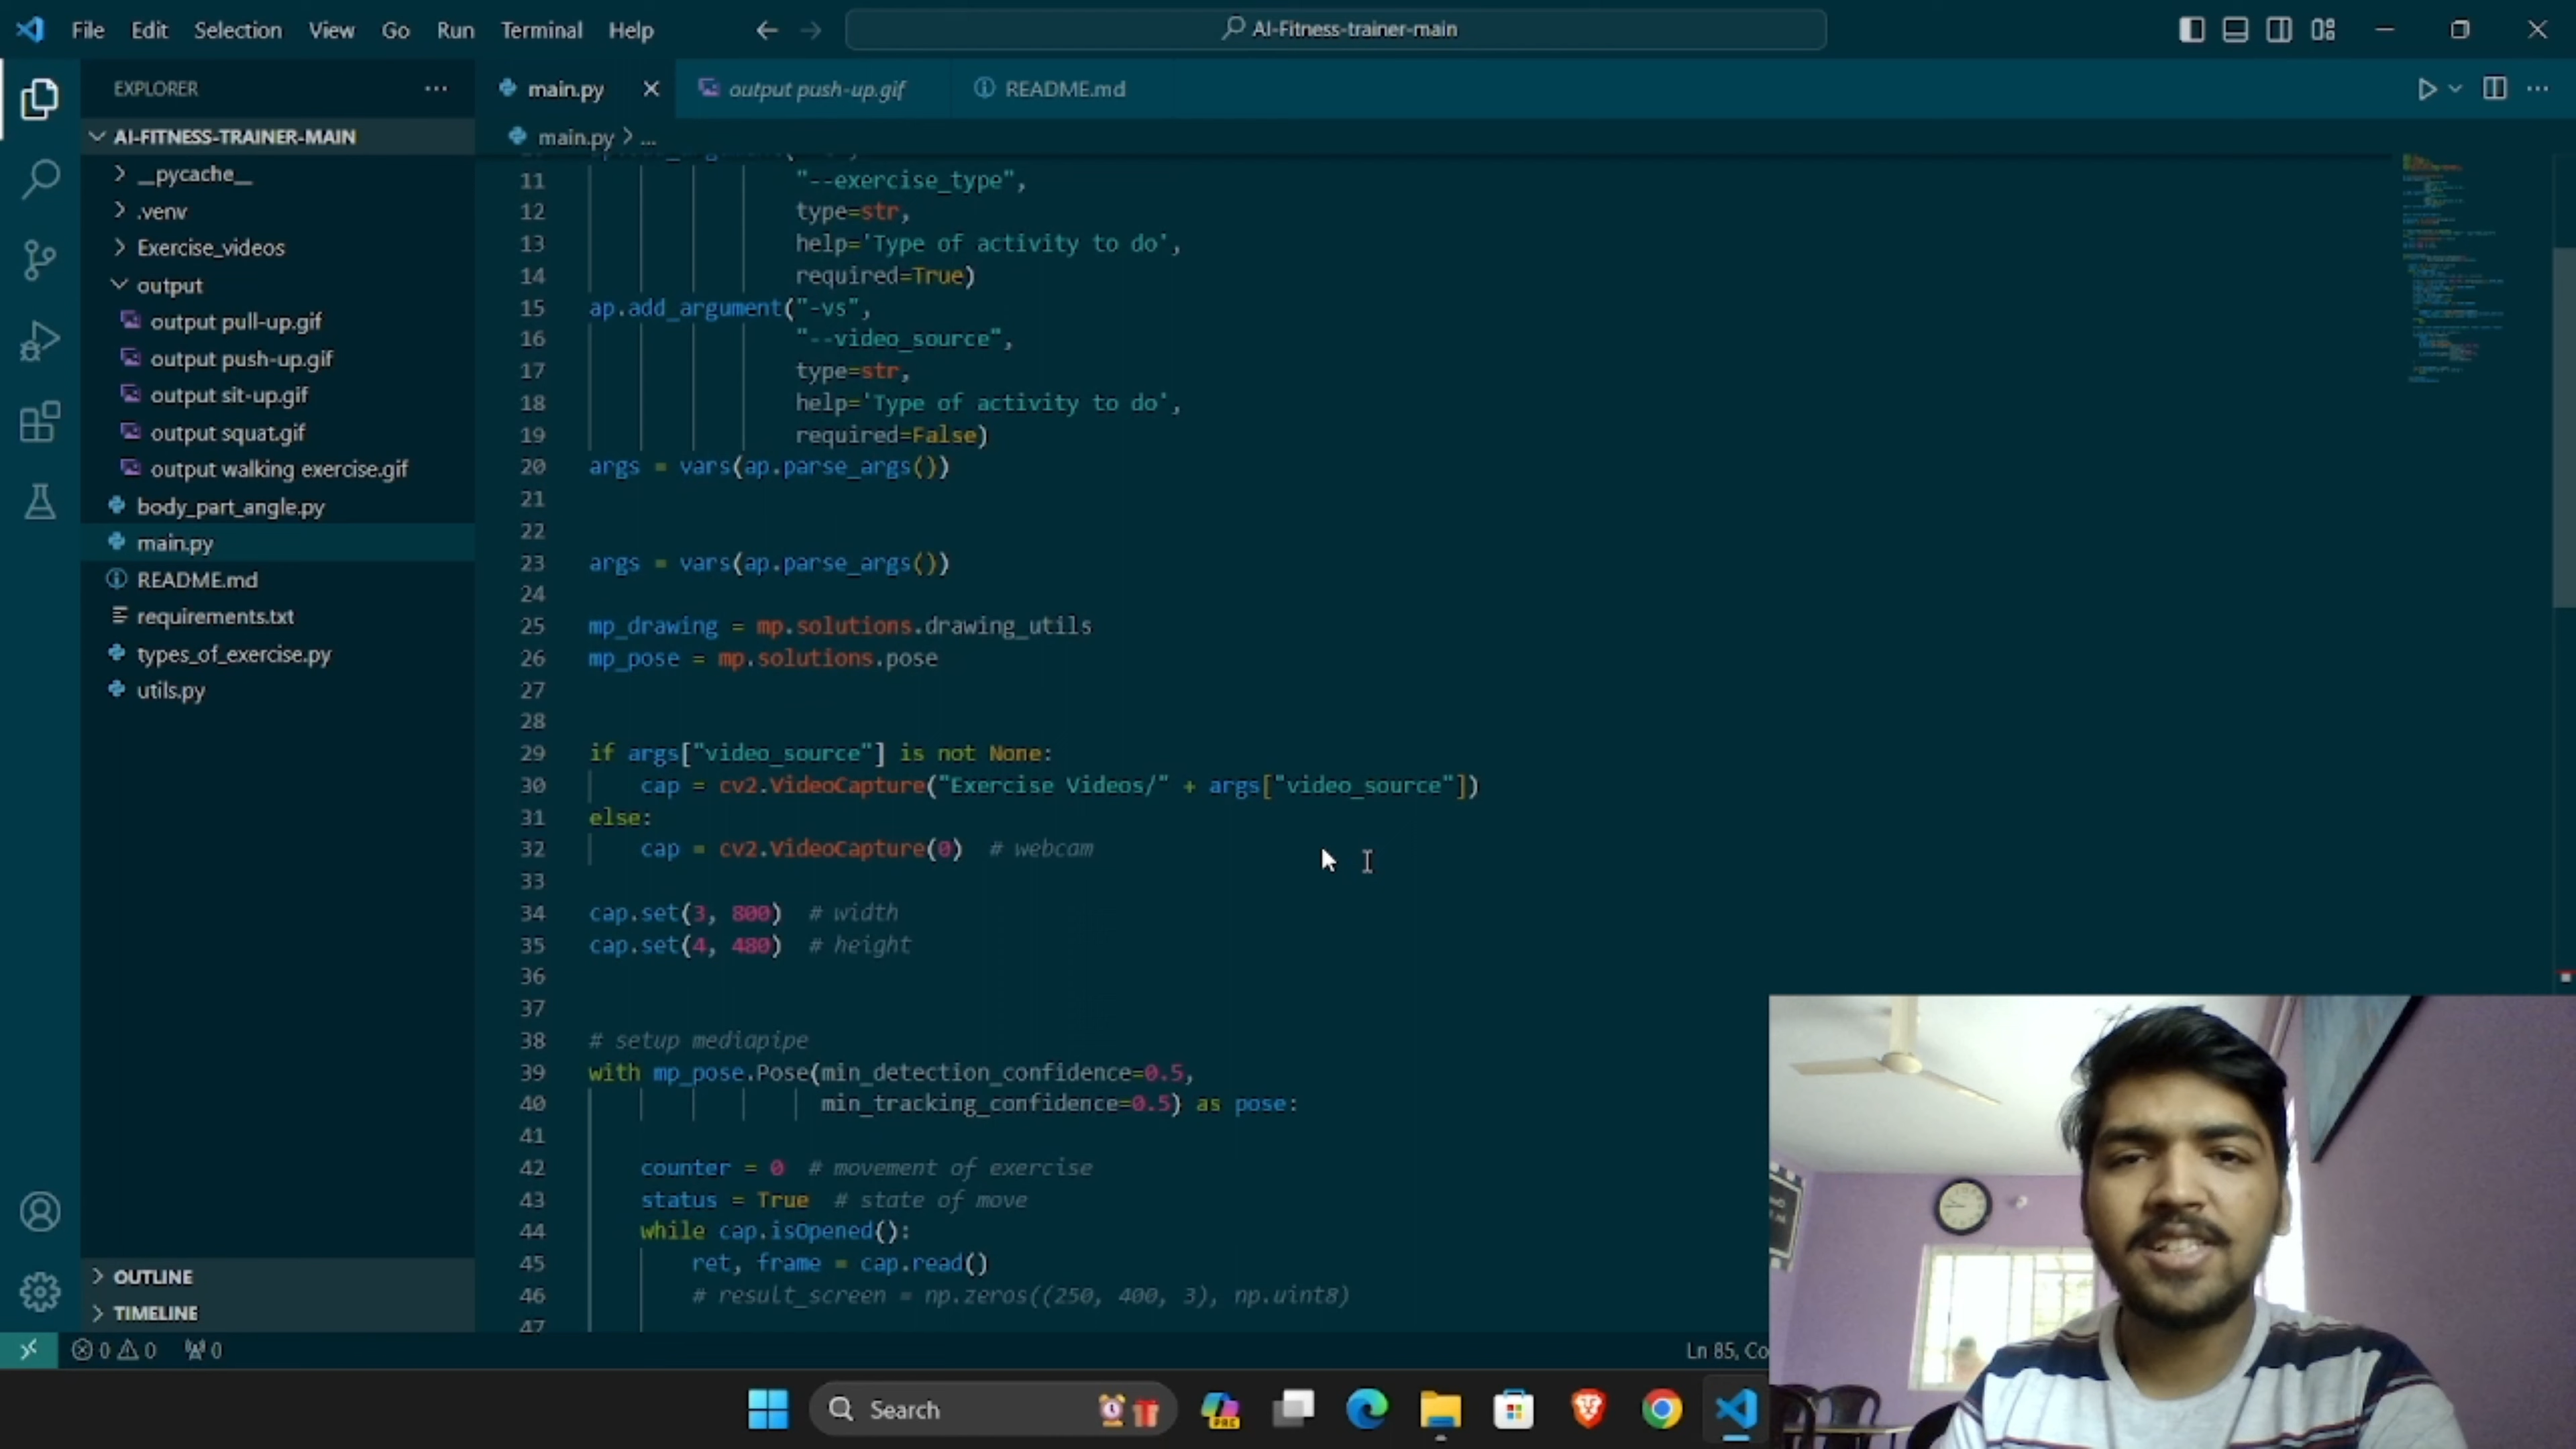 File Edit Selection View Go Run Terminal Help
AI-Fitness-trainer-main
EXPLORER
main.py
output push-up.gif
README.md
AI-FITNESS-TRAINER-MAIN
main.py > ...
__pycache__
.venv
Exercise_videos
output
output pull-up.gif
output push-up.gif
output sit-up.gif
output squat.gif
output walking exercise.gif
body_part_angle.py
main.py
README.md
requirements.txt
types_of_exercise.py
utils.py
OUTLINE
TIMELINE
11 "--exercise_type",
12 type=str,
13 help='Type of activity to do',
14 required=True)
15 ap.add_argument("-vs",
16 "--video_source",
17 type=str,
18 help='Type of activity to do',
19 required=False)
20 args = vars(ap.parse_args())
21
22
23 args = vars(ap.parse_args())
24
25 mp_drawing = mp.solutions.drawing_utils
26 mp_pose = mp.solutions.pose
27
28
29 if args["video_source"] is not None:
30 cap = cv2.VideoCapture("Exercise Videos/" + args["video_source"])
31 else:
32 cap = cv2.VideoCapture(0) # webcam
33
34 cap.set(3, 800) # width
35 cap.set(4, 480) # height
36
37
38 # setup mediapipe
39 with mp_pose.Pose(min_detection_confidence=0.5,
40 min_tracking_confidence=0.5) as pose:
41
42 counter = 0 # movement of exercise
43 status = True # state of move
44 while cap.isOpened():
45 ret, frame = cap.read()
46 # result_screen = np.zeros((250, 400, 3), np.uint8)
47
0 0 0
Ln 85, Co
Search
PRE